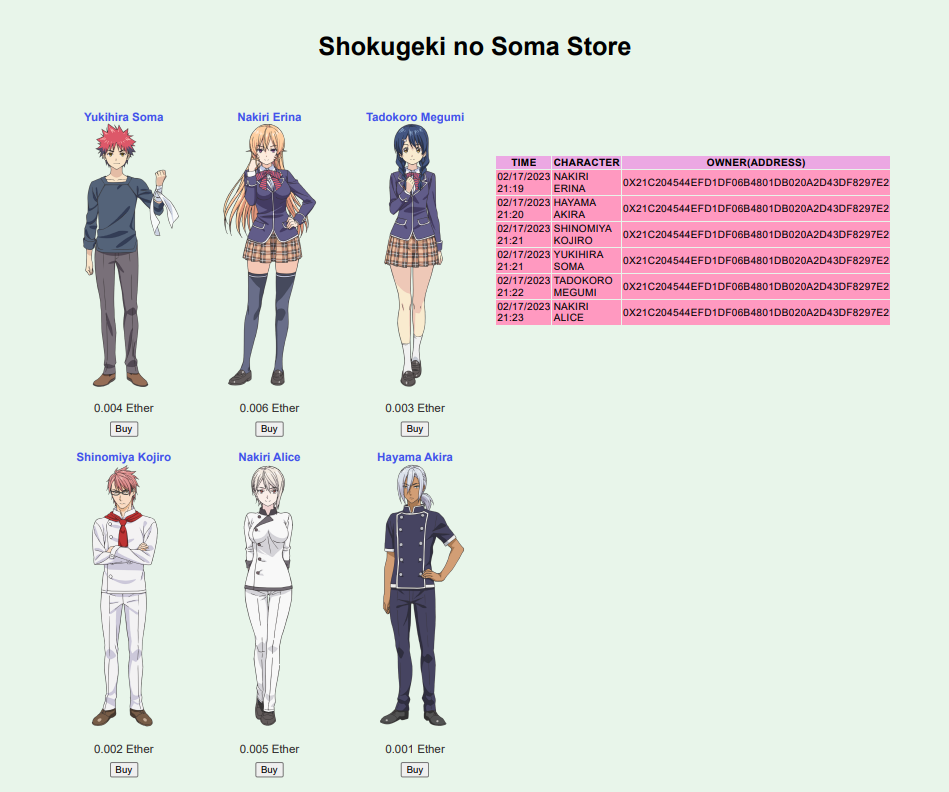 Shokugeki no Soma Store
Yukihira Soma
Nakiri Erina
Tadokoro Megumi
0.004 Ether
0.006 Ether
0.003 Ether
Buy
Buy
Buy
Shinomiya Kojiro
Nakiri Alice
Hayama Akira
0.002 Ether
0.005 Ether
0.001 Ether
Buy
Buy
Buy
TIME CHARACTER OWNER(ADDRESS)
02/17/2023 NAKIRI
21:19 ERINA 0X21C204544EFD1DF06B4801DB020A2D43DF8297E2
02/17/2023 HAYAMA
21:20 AKIRA 0X21C204544EFD1DF06B4801DB020A2D43DF8297E2
02/17/2023 SHINOMIYA
21:21 KOJIRO 0X21C204544EFD1DF06B4801DB020A2D43DF8297E2
02/17/2023 YUKIHIRA
21:21 SOMA 0X21C204544EFD1DF06B4801DB020A2D43DF8297E2
02/17/2023 TADOKORO
21:22 MEGUMI 0X21C204544EFD1DF06B4801DB020A2D43DF8297E2
02/17/2023 NAKIRI
21:23 ALICE 0X21C204544EFD1DF06B4801DB020A2D43DF8297E2